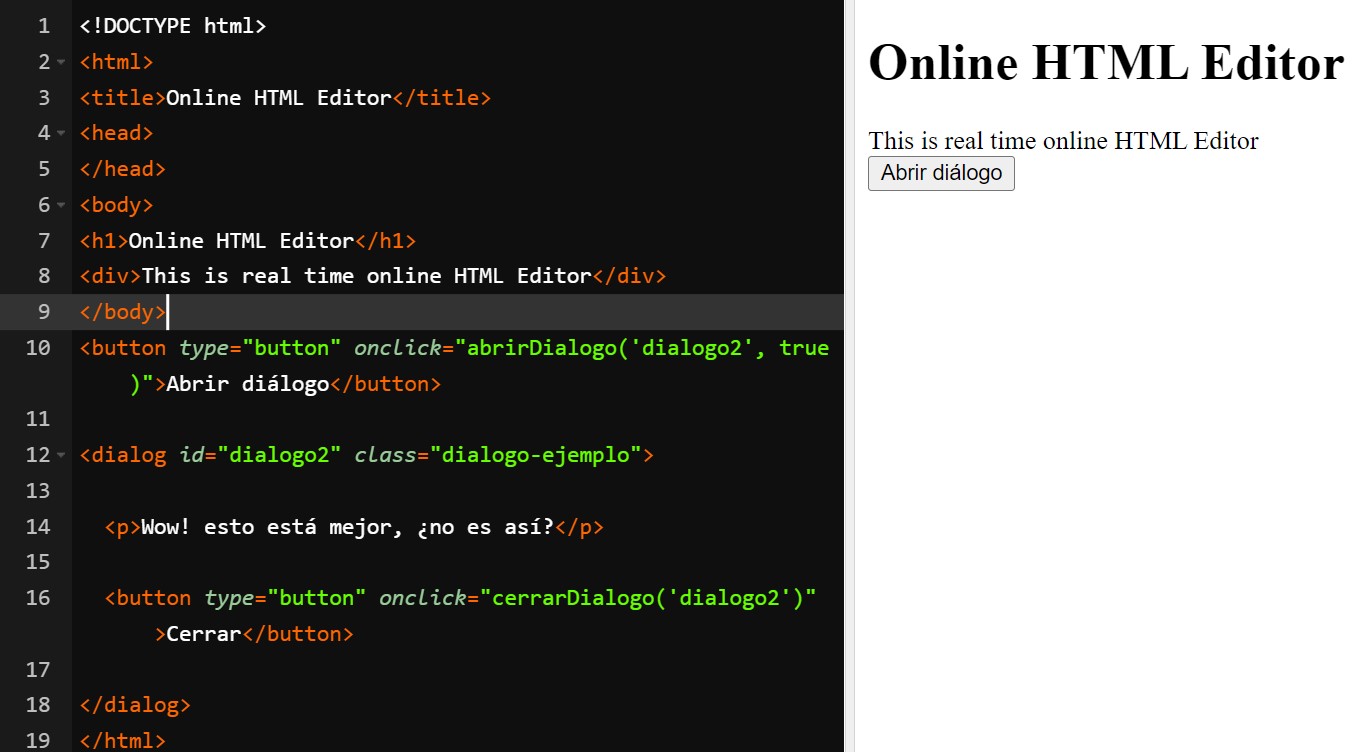 1 <!DOCTYPE html>
2 <html>
3 <title>Online HTML Editor</title>
4 <head>
5 </head>
6 <body>
7 <h1>Online HTML Editor</h1>
8 <div>This is real time online HTML Editor</div>
9 </body>
10 <button type="button" onclick="abrirDialogo('dialogo2', true
)">Abrir diálogo</button>
11
12 <dialog id="dialogo2" class="dialogo-ejemplo">
13
14 <p>Wow! esto está mejor, ¿no es así?</p>
15
16 <button type="button" onclick="cerrarDialogo('dialogo2')"
>Cerrar</button>
17
18 </dialog>
19 </html>
Online HTML Editor
This is real time online HTML Editor
Abrir diálogo